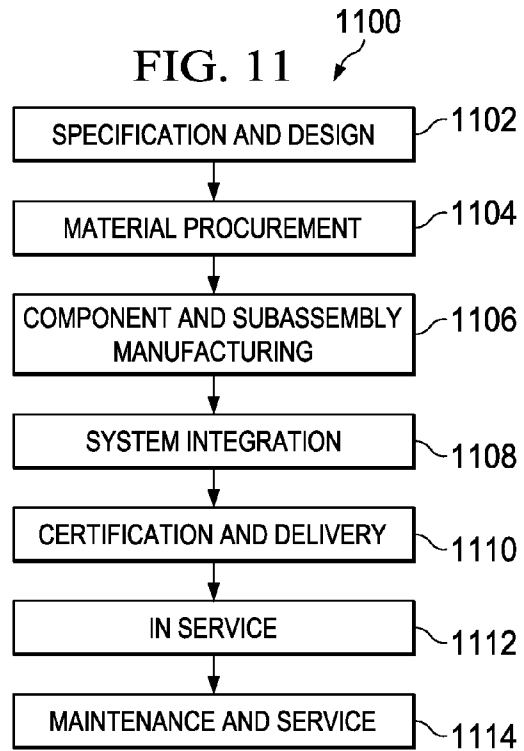 1100
FIG. 11
SPECIFICATION AND DESIGN
1102
MATERIAL PROCUREMENT
1104
COMPONENT AND SUBASSEMBLY
MANUFACTURING
1106
SYSTEM INTEGRATION
1108
CERTIFICATION AND DELIVERY
1110
IN SERVICE
1112
MAINTENANCE AND SERVICE
1114